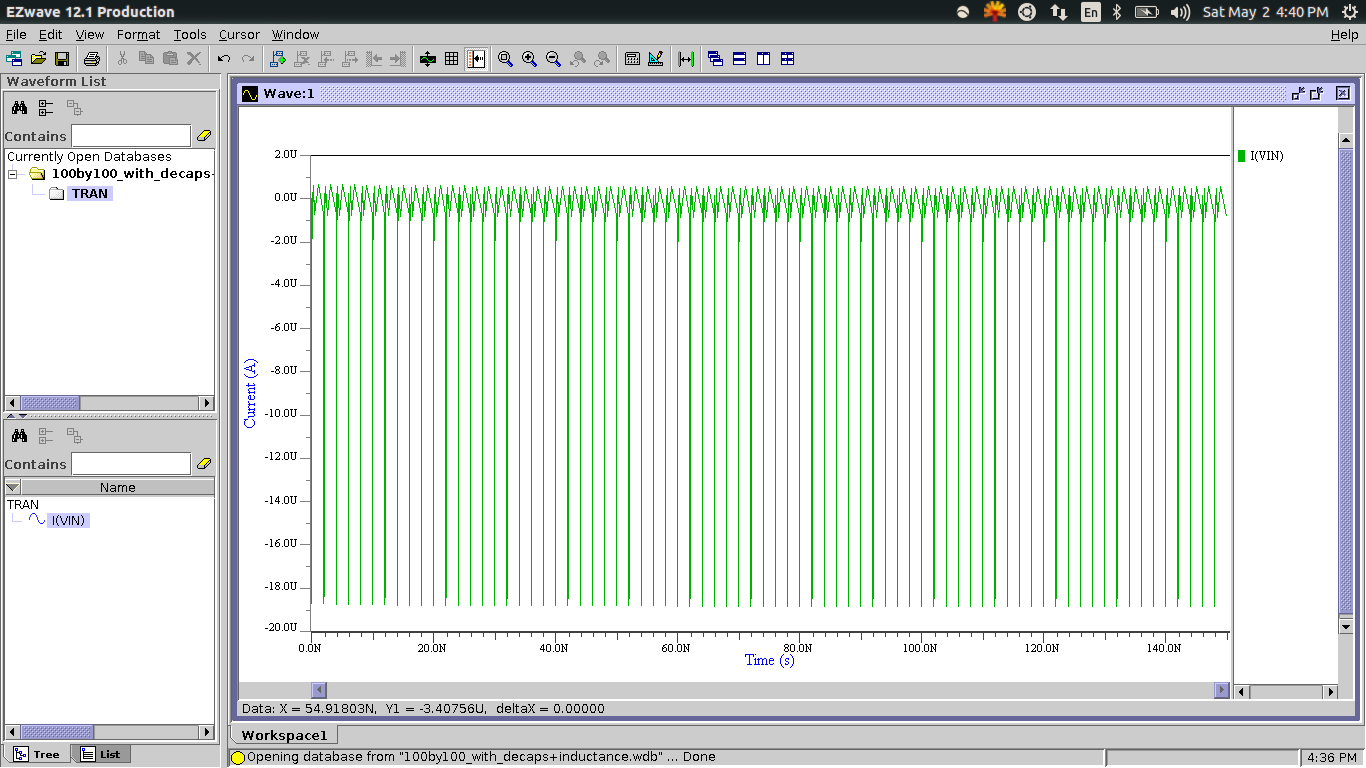 EZwave 12.1 Production
En
Sat May 2 4:40 PM
File Edit View Format Tools Cursor Window
Help
Waveform List
Contains
Currently Open Databases
100by100_with_decaps
TRAN
Contains
Name
TRAN
I(VIN)
Tree
List
Wave:1
2.0U
0.0U
-2.0U
-4.0U
-6.0U
-8.0U
-10.0U
-12.0U
-14.0U
-16.0U
-18.0U
-20.0U
Current (A)
0.0N 20.0N 40.0N 60.0N 80.0N 100.0N 120.0N 140.0N
Time (s)
I(VIN)
Data: X = 54.91803N, Y1 = -3.40756U, deltaX = 0.00000
Workspace1
Opening database from "100by100_with_decaps+inductance.wdb" ... Done
4:36 PM